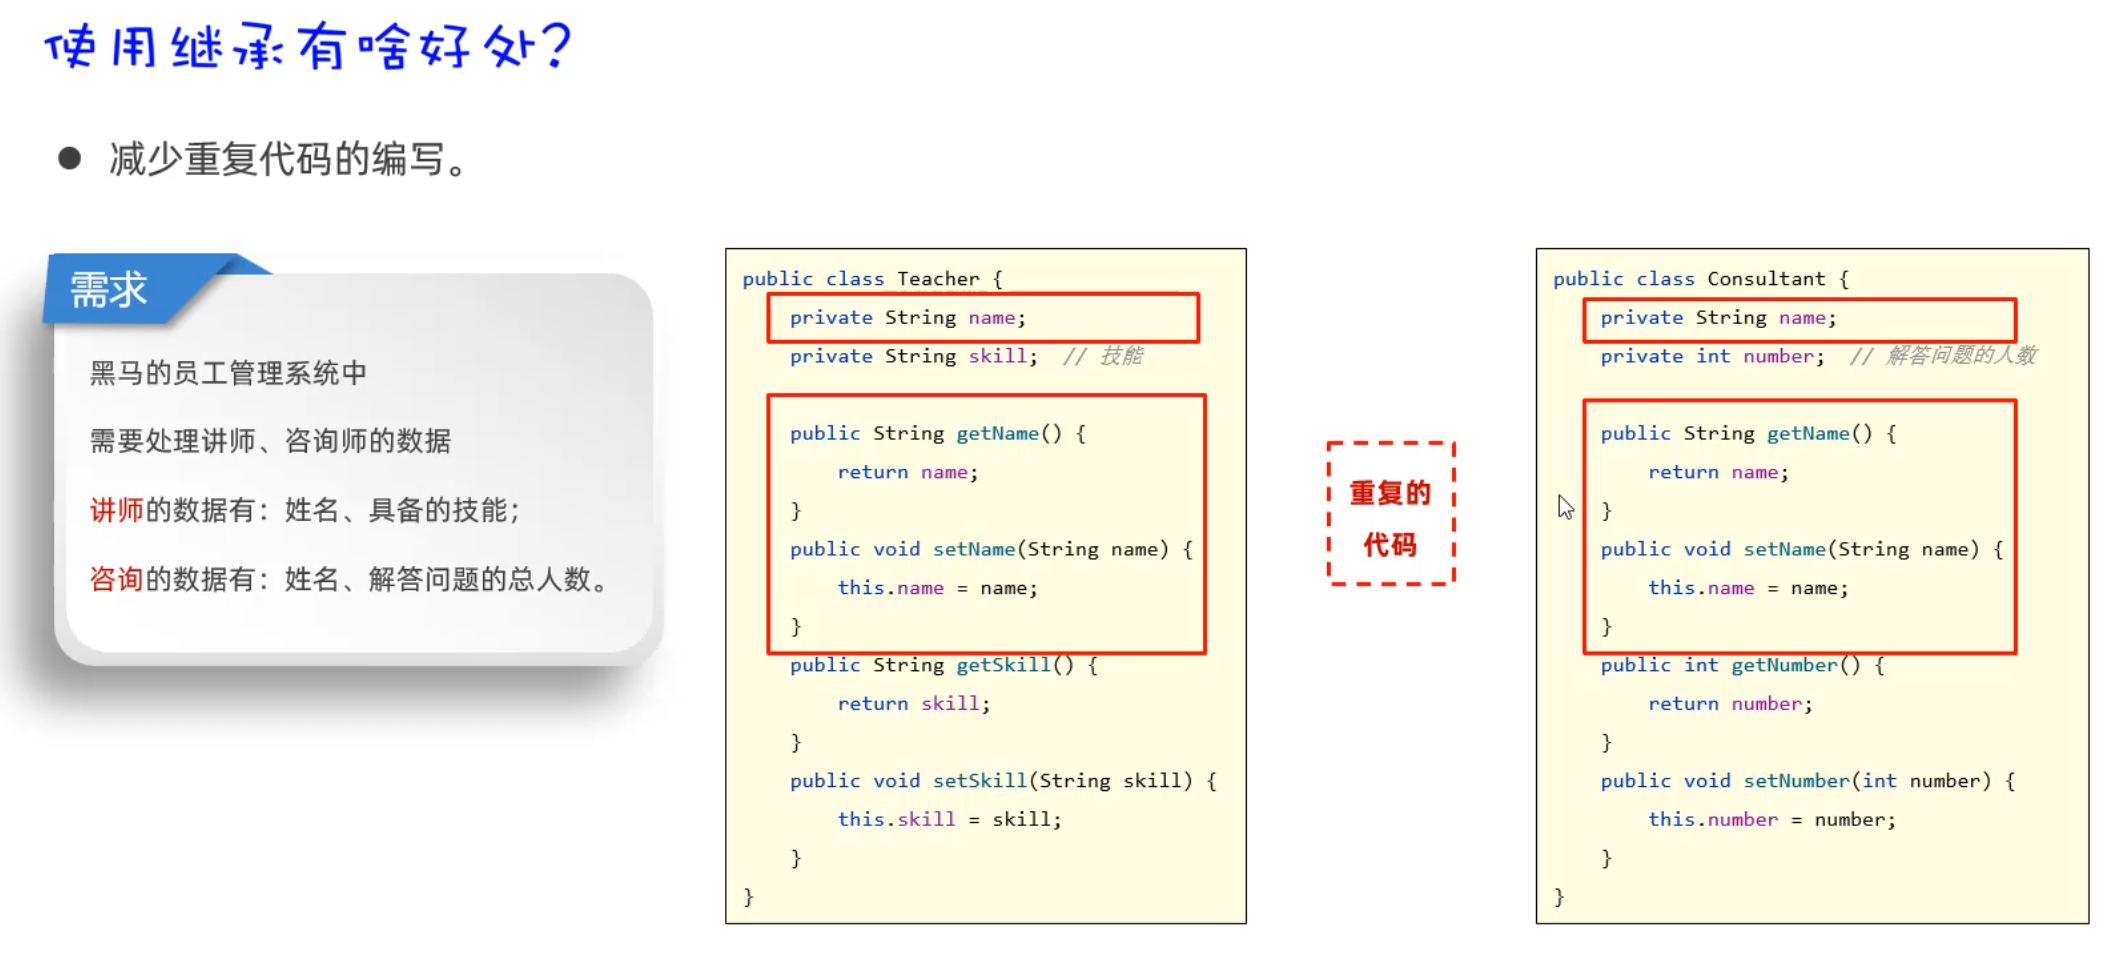 使用继承有啥好处?
减少重复代码的编写。
需求
黑马的员工管理系统中
需要处理讲师、咨询师的数据
讲师的数据有：姓名、具备的技能；
咨询的数据有：姓名、解答问题的总人数。
public class Teacher {
private String name;
private String skill;  // 技能
public String getName() {
return name;
}
public void setName(String name) {
this.name = name;
}
public String getSkill() {
return skill;
}
public void setSkill(String skill) {
this.skill = skill;
}
}
重复的
代码
public class Consultant {
private String name;
private int number;  // 解答问题的人数
public String getName() {
return name;
}
public void setName(String name) {
this.name = name;
}
public int getNumber() {
return number;
}
public void setNumber(int number) {
this.number = number;
}
}